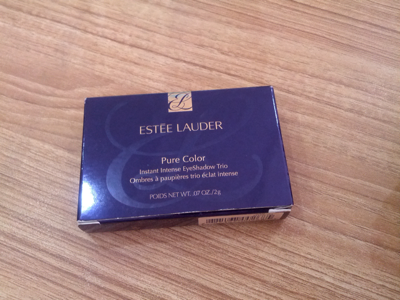 ESTĒE LAUDER
Pure Color
Instant Intense EyeShadow Trio
Ombres à paupières trio éclat Intense
POIDS NET WT. .07 OZ./2g